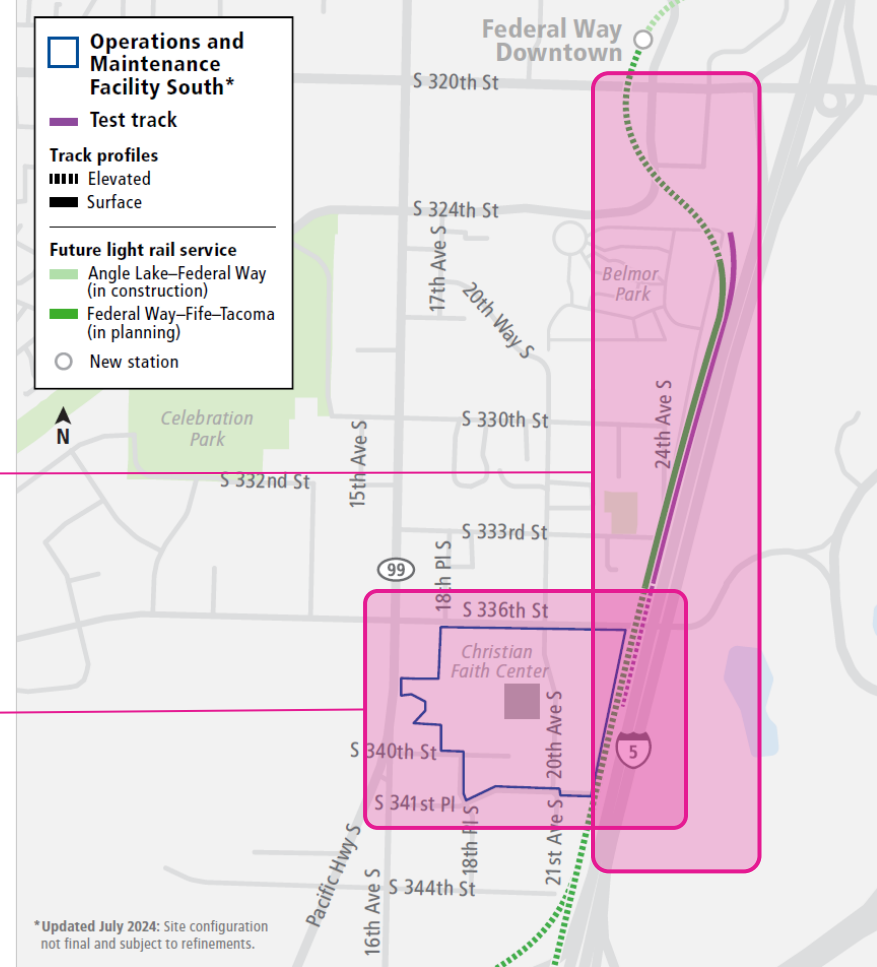 Operations and
Maintenance
Facility South*
Test track
Track profiles
Elevated
Surface
Future light rail service
Angle Lake–Federal Way
(in construction)
Federal Way–Fife–Tacoma
(in planning)
New station
N
Federal Way
Downtown
S 320th St
S 324th St
17th Ave S
20th Way S
Belmor
Park
Celebration
Park
S 330th St
24th Ave S
15th Ave S
S 332nd St
S 333rd St
99
18th Pl S
S 336th St
Christian
Faith Center
20th Ave S
S 340th St
5
S 341st Pl
18th Pl S
21st Ave S
Pacific Hwy S
16th Ave S
S 344th St
*Updated July 2024: Site configuration
not final and subject to refinements.